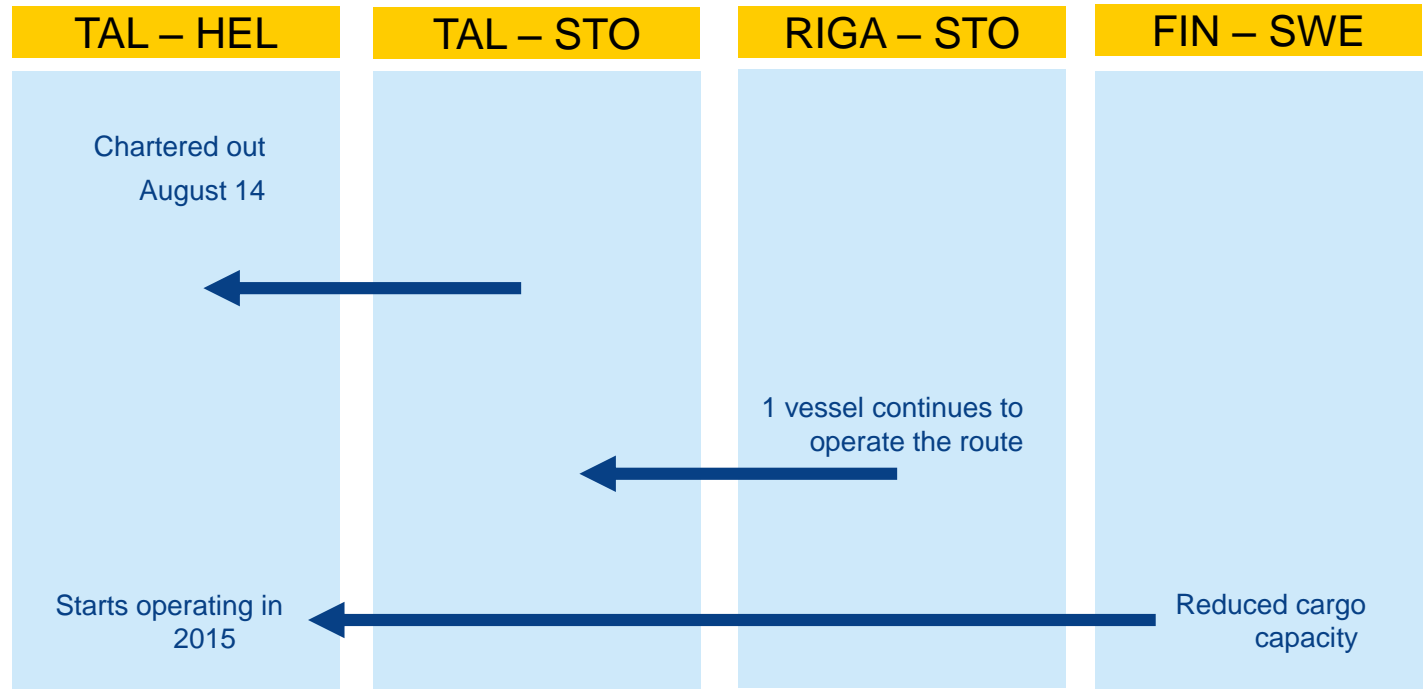 TAL – HEL
TAL – STO
RIGA – STO
FIN – SWE
Chartered out
August 14
1 vessel continues to
operate the route
Starts operating in
2015
Reduced cargo
capacity